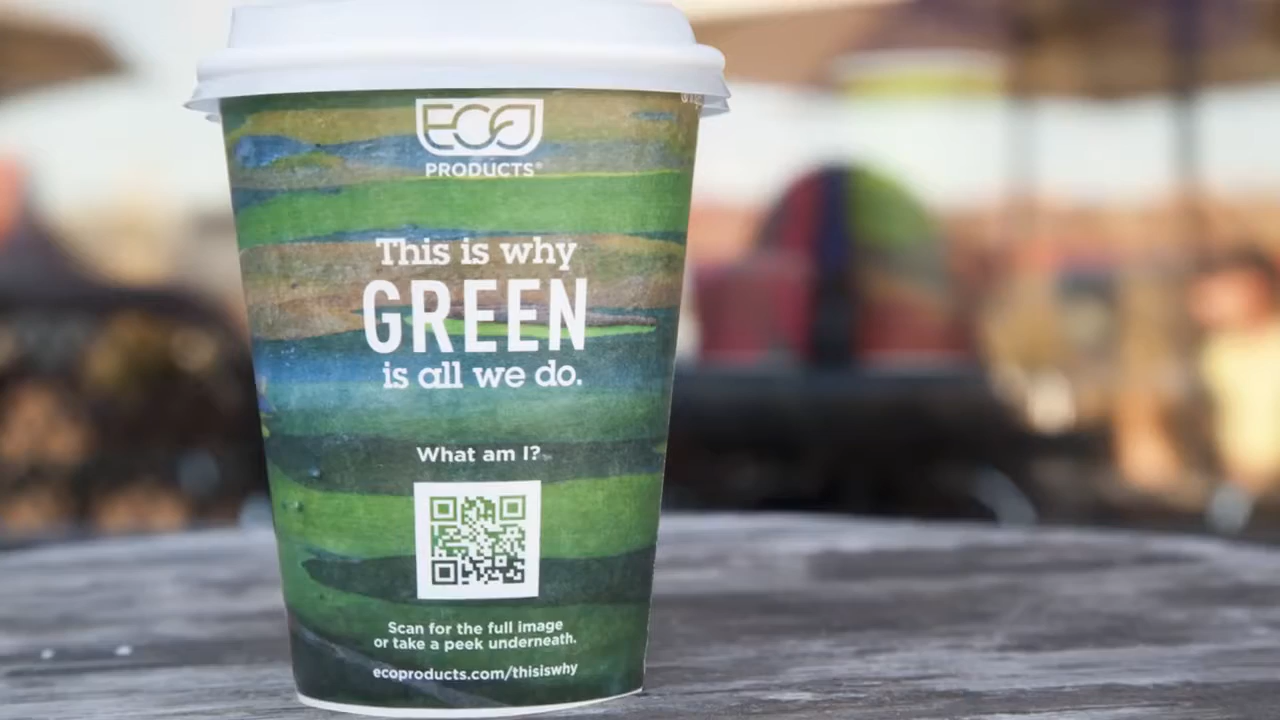 ECO
PRODUCTS®
This is why
GREEN
is all we do.
What am I?
Scan for the full image
or take a peek underneath.
ecoproducts.com/thisiswhy